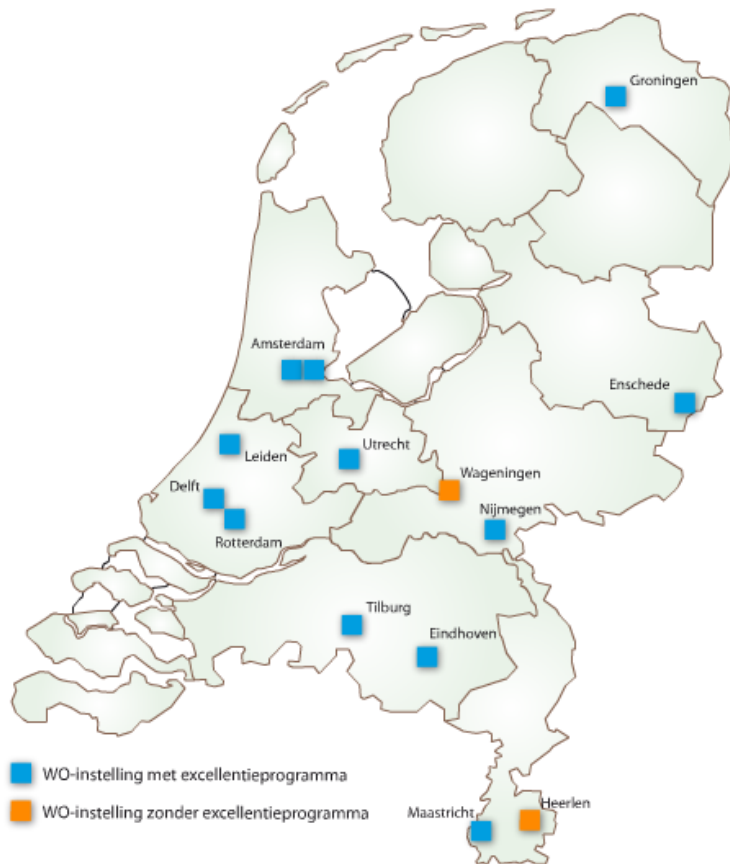 Groningen
Amsterdam
Enschede
Leiden
Utrecht
Wageningen
Delft
Nijmegen
Rotterdam
Tilburg
Eindhoven
WO-instelling met excellentieprogramma
WO-instelling zonder excellentieprogramma
Maastricht
Heerlen